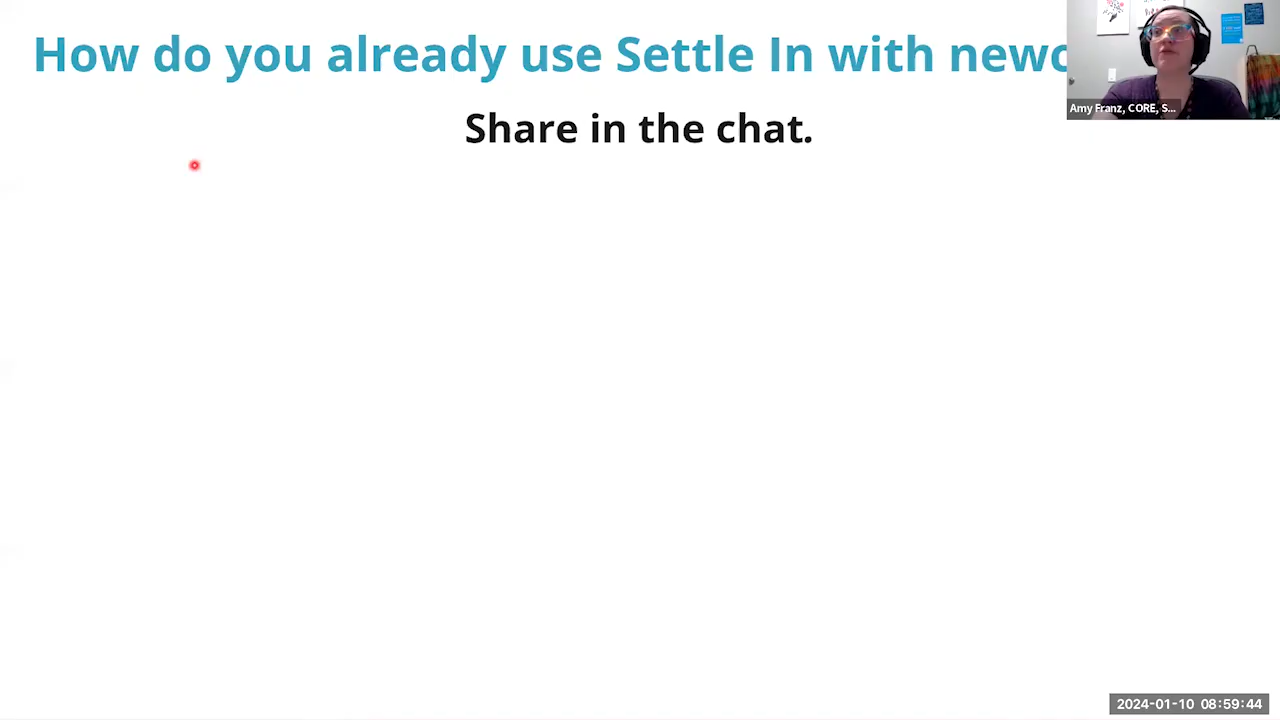 How do you already use Settle In with newc
Share in the chat.
Amy Franz, CORE, S...
2024-01-10 08:59:44